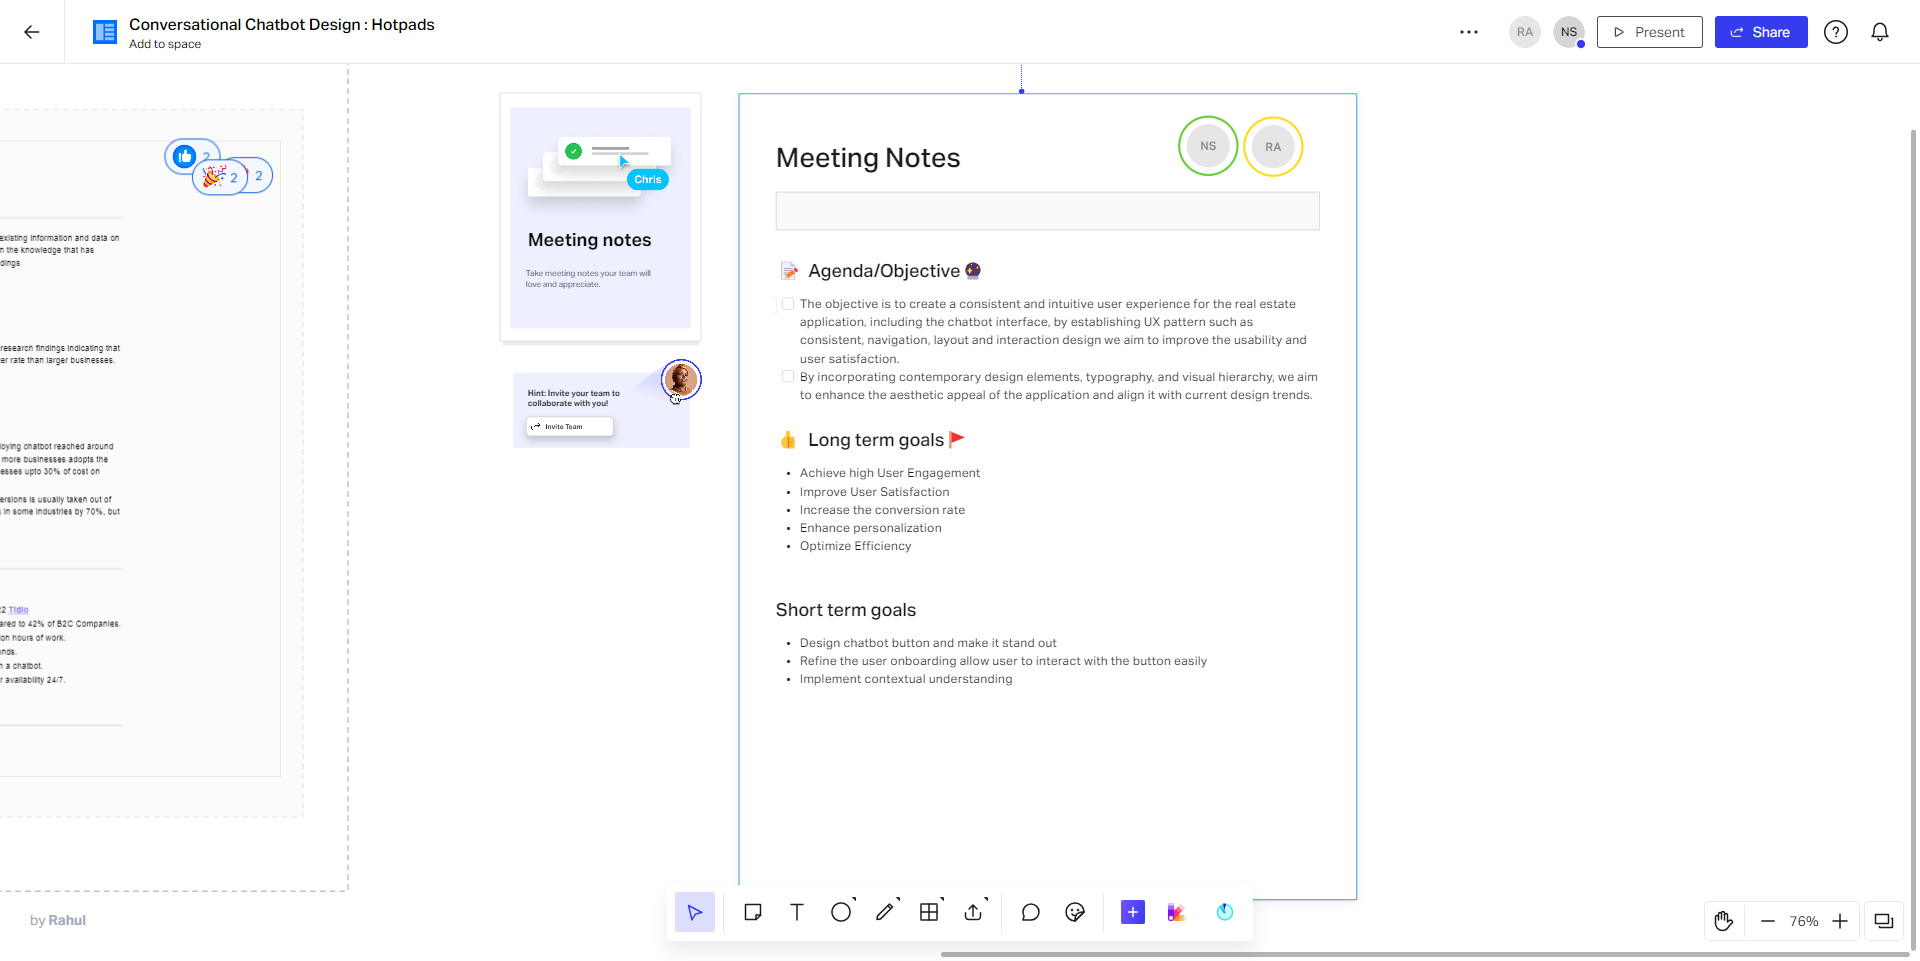 Conversational Chatbot Design : Hotpads
Add to space
RA
NS
Present
Share
?
2
2
2
existing information and data on
n the knowledge that has
dings
research findings indicating that
er rate than larger businesses.
loying chatbot reached around
more businesses adopts the
esses upto 30% of cost on
ersions is usually taken out of
in some industries by 70%, but
22 Tidio
ared to 42% of B2C Companies.
on hours of work.
nds.
h a chatbot.
r availability 24/7.
by Rahul
Chris
Meeting notes
Take meeting notes your team will
love and appreciate.
Hint: Invite your team to
collaborate with you!
Invite Team
Meeting Notes
NS
RA
📝 Agenda/Objective 🔮
The objective is to create a consistent and intuitive user experience for the real estate
application, including the chatbot interface, by establishing UX pattern such as
consistent, navigation, layout and interaction design we aim to improve the usability and
user satisfaction.
By incorporating contemporary design elements, typography, and visual hierarchy, we aim
to enhance the aesthetic appeal of the application and align it with current design trends.
👍 Long term goals 🚩
• Achieve high User Engagement
• Improve User Satisfaction
• Increase the conversion rate
• Enhance personalization
• Optimize Efficiency
Short term goals
• Design chatbot button and make it stand out
• Refine the user onboarding allow user to interact with the button easily
• Implement contextual understanding
T
76%